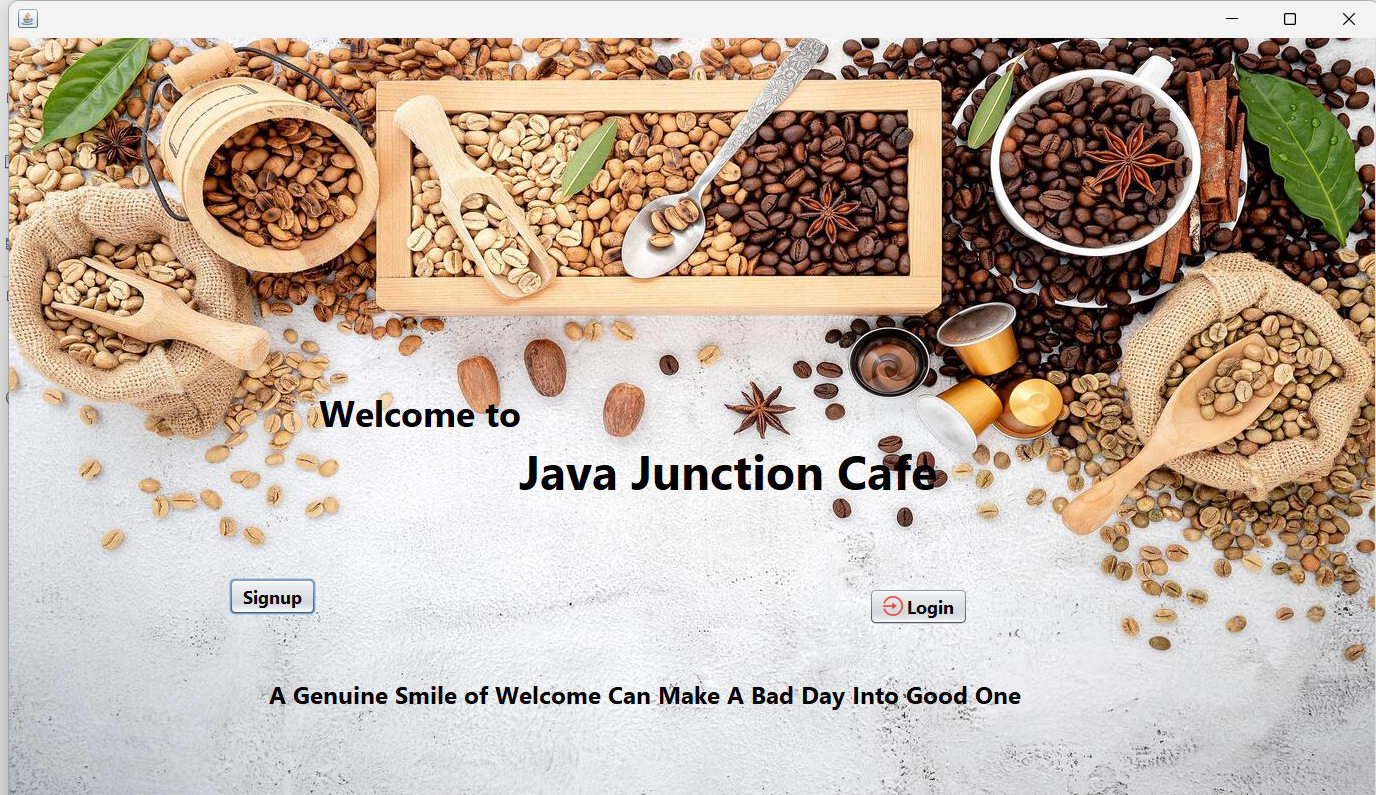 Welcome to
Java Junction Cafe
Signup
Login
A Genuine Smile of Welcome Can Make A Bad Day Into Good One